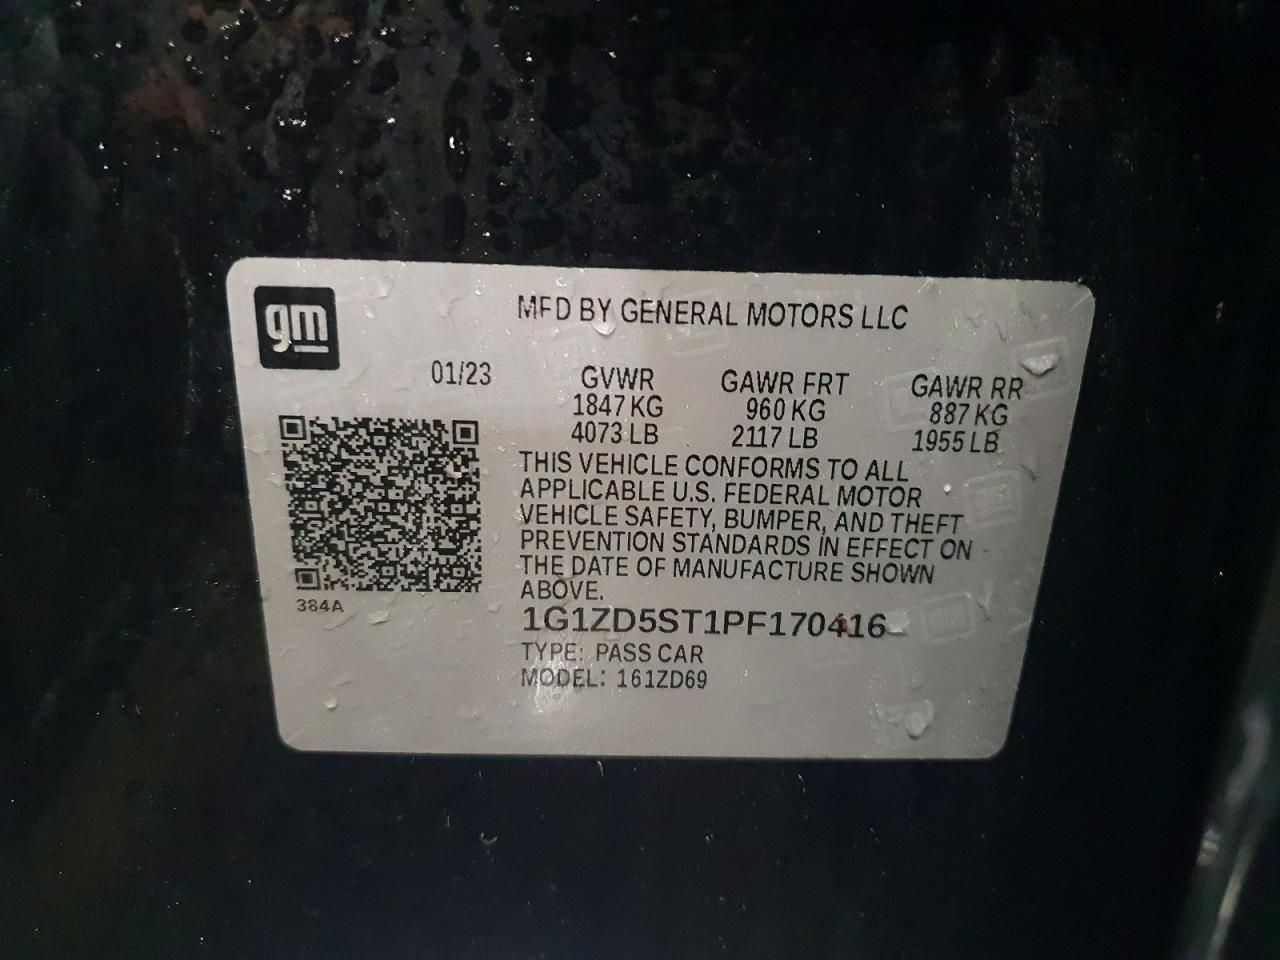 gm
MFD BY GENERAL MOTORS LLC
01/23 GVWR GAWR FRT GAWR RR
1847 KG 960 KG 887 KG
4073 LB 2117 LB 1955 LB
THIS VEHICLE CONFORMS TO ALL
APPLICABLE U.S. FEDERAL MOTOR
VEHICLE SAFETY, BUMPER, AND THEFT
PREVENTION STANDARDS IN EFFECT ON
THE DATE OF MANUFACTURE SHOWN
ABOVE.
384A
1G1ZD5ST1PF170416
TYPE: PASS CAR
MODEL: 161ZD69